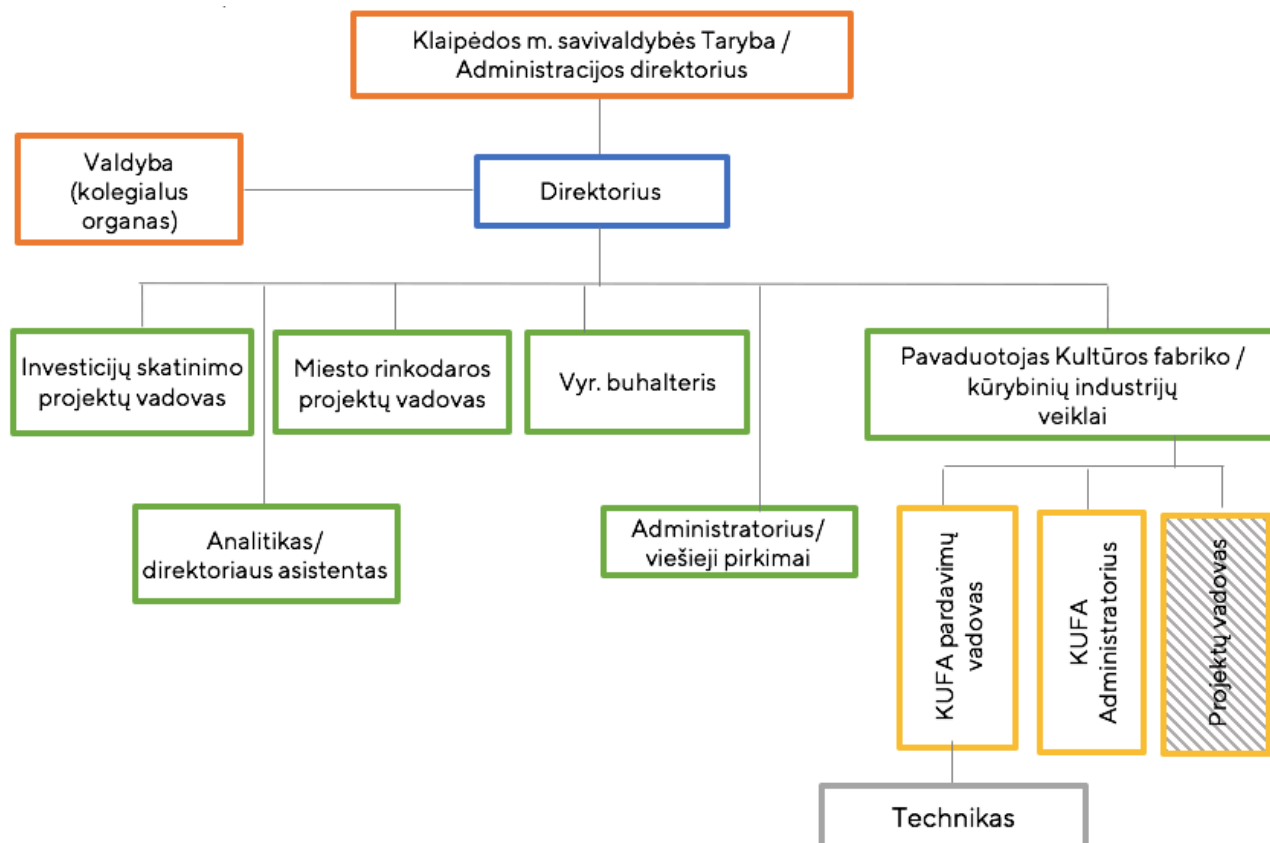 Klaipėdos m. savivaldybės Taryba /
Administracijos direktorius
Valdyba
(kolegialus
organas)
Direktorius
Investicijų skatinimo
projektų vadovas
Miesto rinkodaros
projektų vadovas
Vyr. buhalteris
Pavaduotojas Kultūros fabriko /
kūrybinių industrijų
veiklai
Analitikas/
direktoriaus asistentas
Administratorius/
viešieji pirkimai
KUFA pardavimų
vadovas
KUFA
Administratorius
Projektų vadovas
Technikas